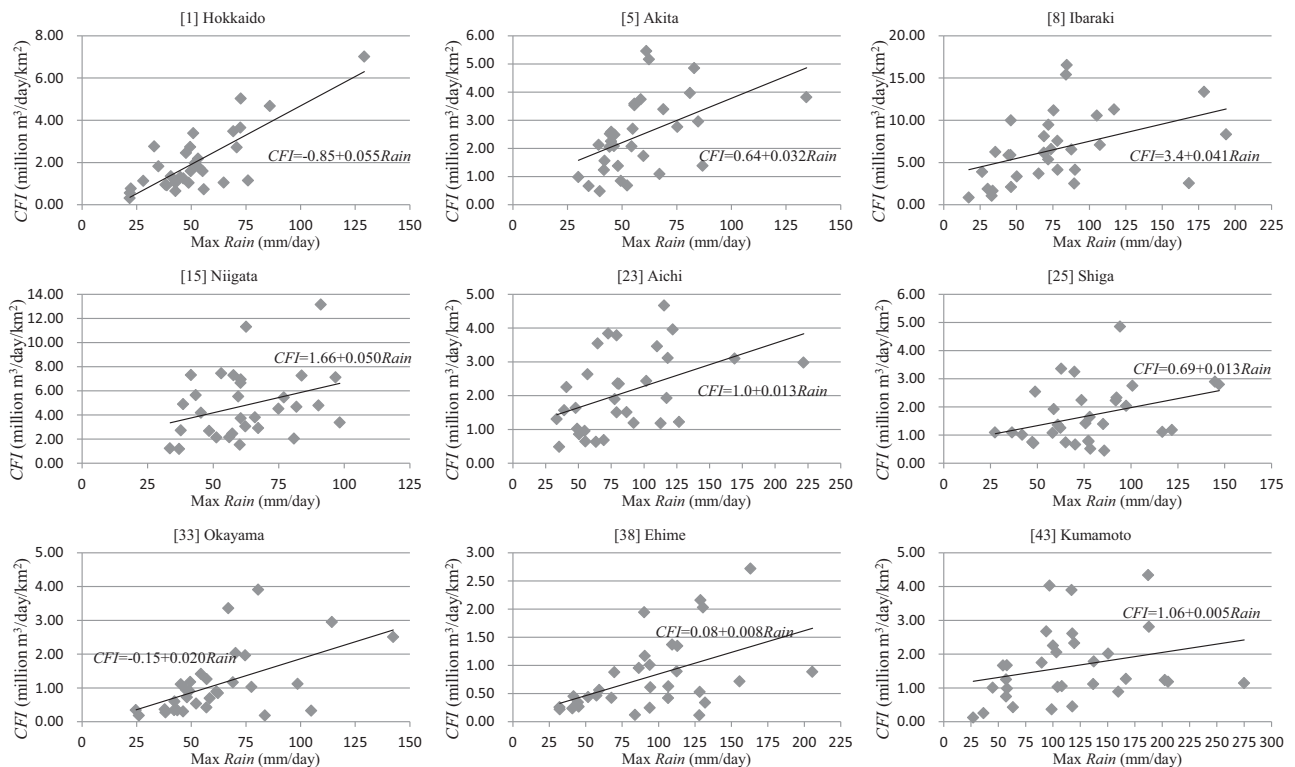 [1] Hokkaido
CFI (million m³/day/km²)
8.00
6.00
4.00
2.00
0.00
CFI=-0.85+0.055Rain
0 25 50 75 100 125 150
Max Rain (mm/day)
[5] Akita
CFI (million m³/day/km²)
6.00
5.00
4.00
3.00
2.00
1.00
0.00
CFI=0.64+0.032Rain
0 25 50 75 100 125 150
Max Rain (mm/day)
[8] Ibaraki
CFI (million m³/day/km²)
20.00
15.00
10.00
5.00
0.00
CFI=3.4+0.041Rain
0 25 50 75 100 125 150 175 200 225
Max Rain (mm/day)
[15] Niigata
CFI (million m³/day/km²)
14.00
12.00
10.00
8.00
6.00
4.00
2.00
0.00
CFI=1.66+0.050Rain
0 25 50 75 100 125
Max Rain (mm/day)
[23] Aichi
CFI (million m³/day/km²)
5.00
4.00
3.00
2.00
1.00
0.00
CFI=1.0+0.013Rain
0 25 50 75 100 125 150 175 200 225 250
Max Rain (mm/day)
[25] Shiga
CFI (million m³/day/km²)
6.00
5.00
4.00
3.00
2.00
1.00
0.00
CFI=0.69+0.013Rain
0 25 50 75 100 125 150 175
Max Rain (mm/day)
[33] Okayama
CFI (million m³/day/km²)
5.00
4.00
3.00
2.00
1.00
0.00
CFI=-0.15+0.020Rain
0 25 50 75 100 125 150
Max Rain (mm/day)
[38] Ehime
CFI (million m³/day/km²)
3.00
2.50
2.00
1.50
1.00
0.50
0.00
CFI=0.08+0.008Rain
0 25 50 75 100 125 150 175 200 225
Max Rain (mm/day)
[43] Kumamoto
CFI (million m³/day/km²)
5.00
4.00
3.00
2.00
1.00
0.00
CFI=1.06+0.005Rain
0 25 50 75 100 125 150 175 200 225 250 275 300
Max Rain (mm/day)